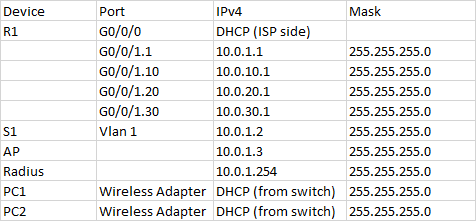 Device Port IPv4 Mask
R1 G0/0/0 DHCP (ISP side)
G0/0/1.1 10.0.1.1 255.255.255.0
G0/0/1.10 10.0.10.1 255.255.255.0
G0/0/1.20 10.0.20.1 255.255.255.0
G0/0/1.30 10.0.30.1 255.255.255.0
S1 Vlan 1 10.0.1.2 255.255.255.0
AP 10.0.1.3 255.255.255.0
Radius 10.0.1.254 255.255.255.0
PC1 Wireless Adapter DHCP (from switch) 255.255.255.0
PC2 Wireless Adapter DHCP (from switch) 255.255.255.0